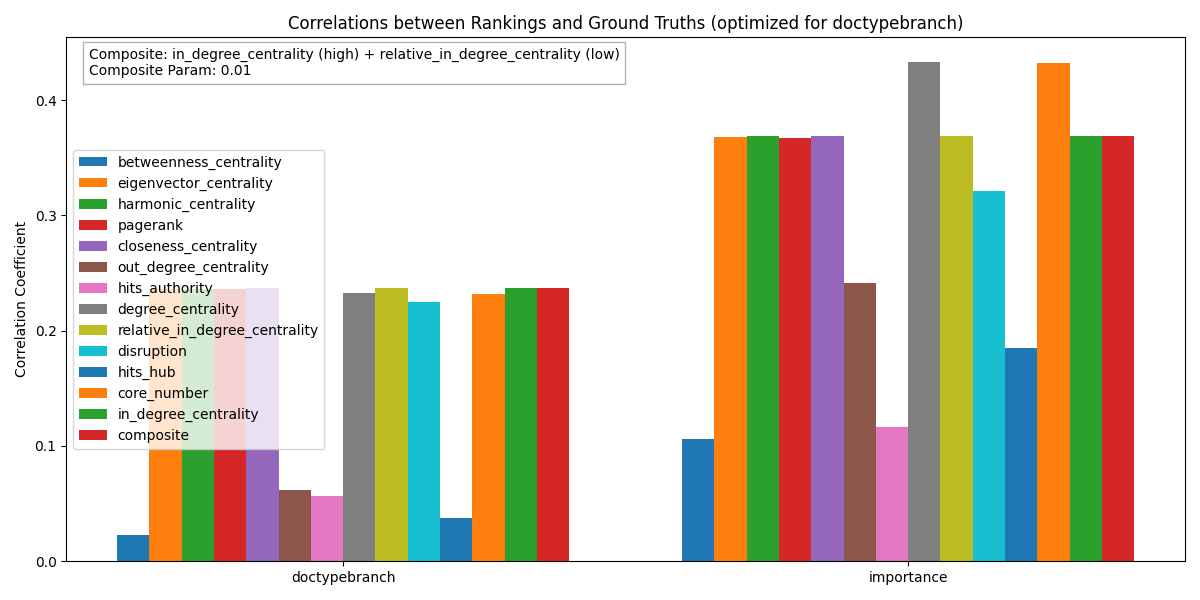 Correlations between Rankings and Ground Truths (optimized for doctypebranch)
Composite: in_degree_centrality (high) + relative_in_degree_centrality (low)
Composite Param: 0.01
Correlation Coefficient
0.4
0.3
0.2
0.1
0.0
betweenness_centrality
eigenvector_centrality
harmonic_centrality
pagerank
closeness_centrality
out_degree_centrality
hits_authority
degree_centrality
relative_in_degree_centrality
disruption
hits_hub
core_number
in_degree_centrality
composite
doctypebranch
importance